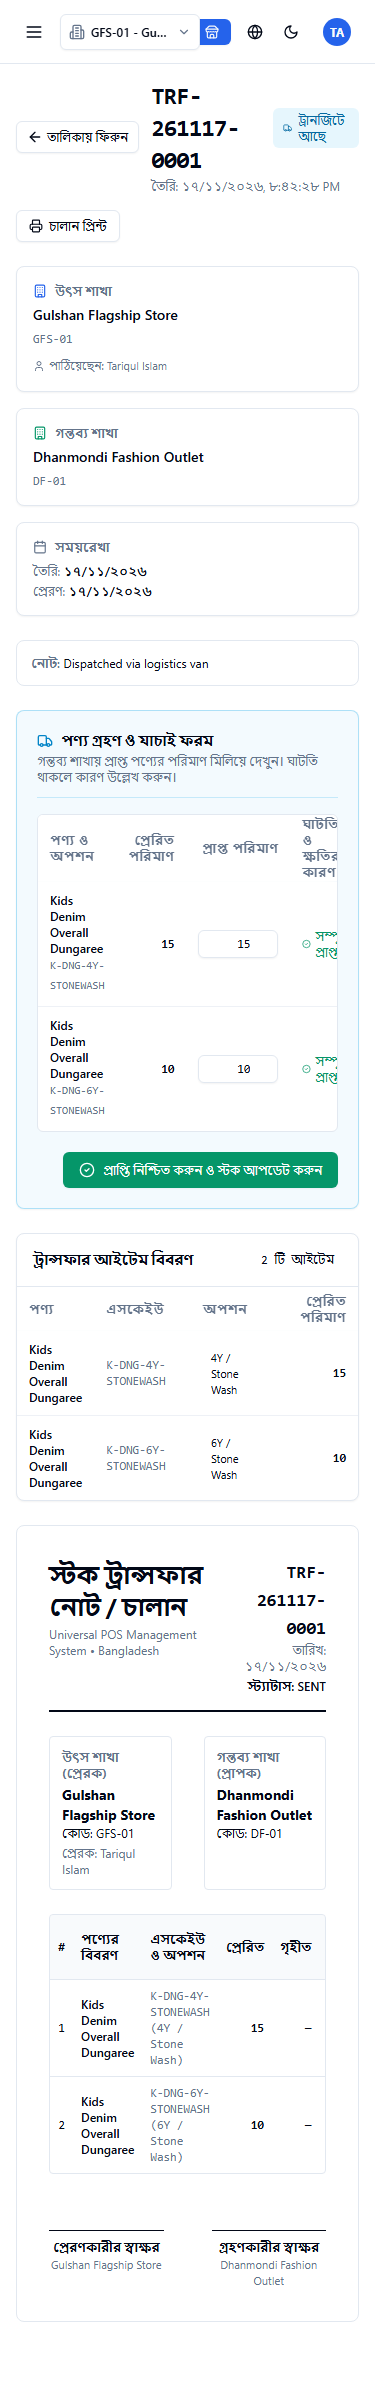 GFS-01 - Gu...
TA
তালিকায় ফিরুন
TRF-
261117-
0001
ট্রানজিটে
আছে
তৈরি: ১৭/১১/২০২৬, ৮:৪২:২৮ PM
চালান প্রিন্ট
উৎস শাখা
Gulshan Flagship Store
GFS-01
পাঠিয়েছেন: Tariqul Islam
গন্তব্য শাখা
Dhanmondi Fashion Outlet
DF-01
সময়রেখা
তৈরি: ১৭/১১/২০২৬
প্রেরণ: ১৭/১১/২০২৬
নোট: Dispatched via logistics van
পণ্য গ্রহণ ও যাচাই ফরম
গন্তব্য শাখায় প্রাপ্ত পণ্যের পরিমাণ মিলিয়ে দেখুন। ঘাটতি
থাকলে কারণ উল্লেখ করুন।
পণ্য ও
অপশন
প্রেরিত
পরিমাণ
প্রাপ্ত পরিমাণ
ঘাটতি
ও
ক্ষতির
কারণ
Kids
Denim
Overall
Dungaree
K-DNG-4Y-
STONEWASH
15
15
প্রাপ্ত
Kids
Denim
Overall
Dungaree
K-DNG-6Y-
STONEWASH
10
10
প্রাপ্ত
প্রাপ্তি নিশ্চিত করুন ও স্টক আপডেট করুন
ট্রান্সফার আইটেম বিবরণ
2 টি আইটেম
পণ্য
এসকেইউ
অপশন
প্রেরিত
পরিমাণ
Kids
Denim
Overall
Dungaree
K-DNG-4Y-
STONEWASH
4Y /
Stone
Wash
15
Kids
Denim
Overall
Dungaree
K-DNG-6Y-
STONEWASH
6Y /
Stone
Wash
10
স্টক ট্রান্সফার
নোট / চালান
Universal POS Management
System • Bangladesh
TRF-
261117-
0001
তারিখ:
১৭/১১/২০২৬
স্ট্যাটাস: SENT
উৎস শাখা
(প্রেরক)
Gulshan
Flagship Store
কোড: GFS-01
প্রেরক: Tariqul
Islam
গন্তব্য শাখা
(প্রাপক)
Dhanmondi
Fashion Outlet
কোড: DF-01
#
পণ্যের
বিবরণ
এসকেইউ
ও অপশন
প্রেরিত
গৃহীত
1
Kids
Denim
Overall
Dungaree
K-DNG-4Y-
STONEWASH
(4Y /
Stone
Wash)
15
—
2
Kids
Denim
Overall
Dungaree
K-DNG-6Y-
STONEWASH
(6Y /
Stone
Wash)
10
—
প্রেরণকারীর স্বাক্ষর
Gulshan Flagship Store
গ্রহণকারীর স্বাক্ষর
Dhanmondi Fashion
Outlet